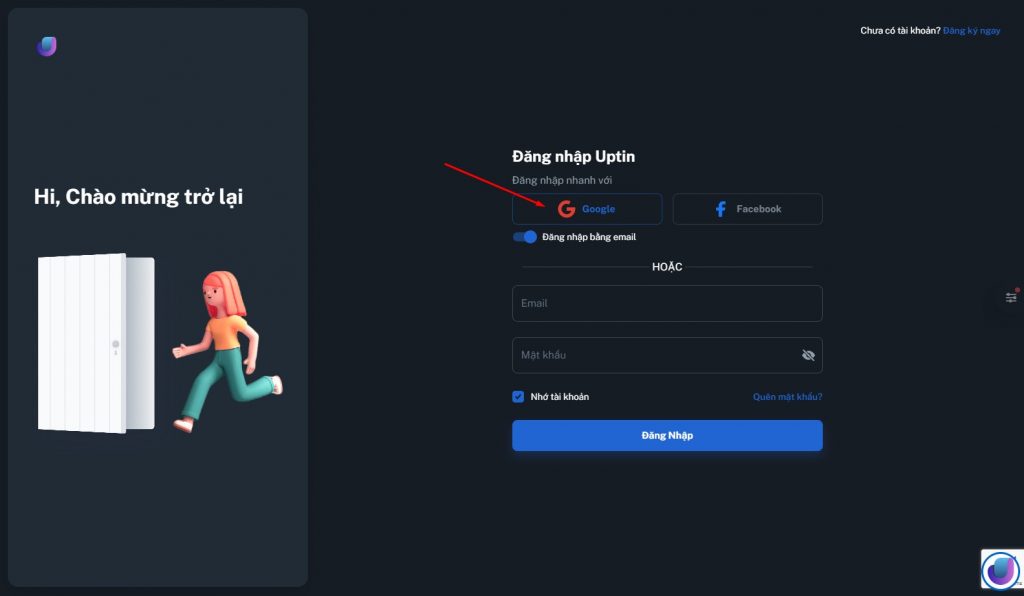 Chưa có tài khoản? Đăng ký ngay
Hi, Chào mừng trở lại
Đăng nhập Uptin
Đăng nhập nhanh với
Google
Facebook
Đăng nhập bằng email
HOẶC
Email
Mật khẩu
Nhớ tài khoản
Quên mật khẩu?
Đăng Nhập